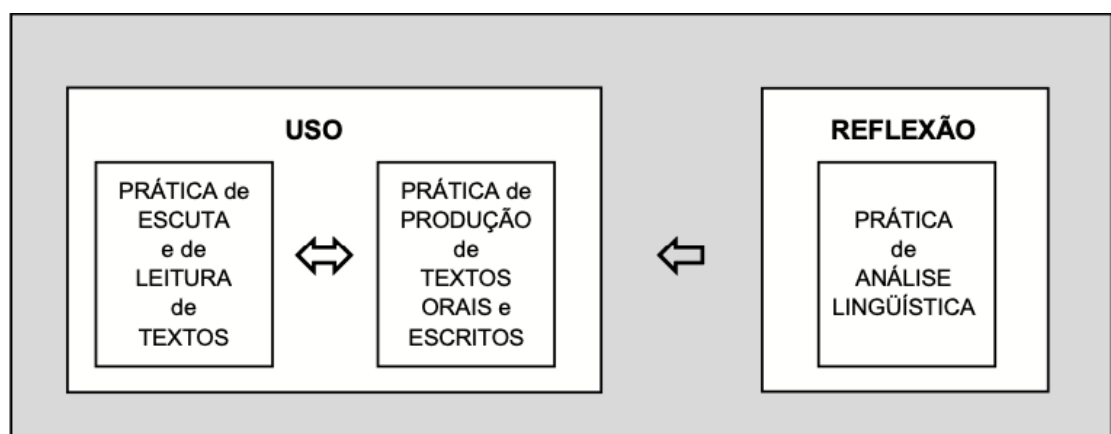 USO
PRÁTICA de
ESCUTA
e de
LEITURA
de
TEXTOS
PRÁTICA de
PRODUÇÃO
de
TEXTOS
ORAIS e
ESCRITOS
REFLEXÃO
PRÁTICA
de
ANÁLISE
LINGÜÍSTICA